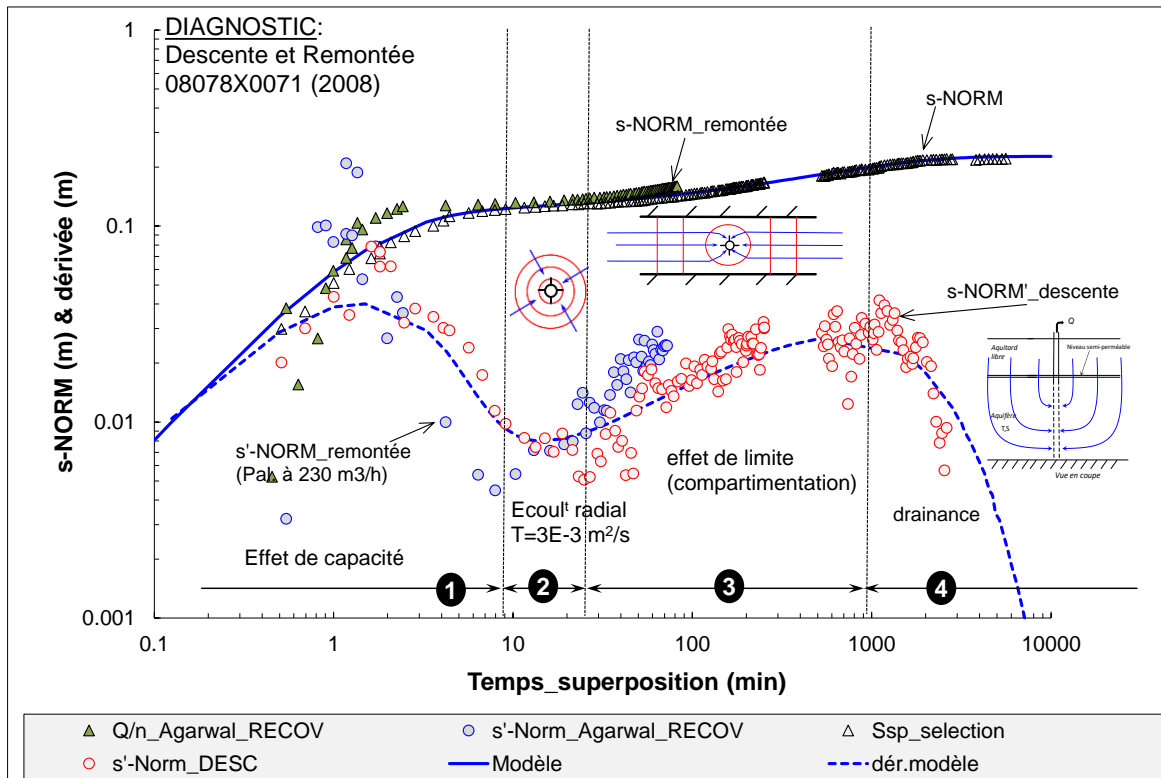 DIAGNOSTIC:
Descente et Remontée
08078X0071 (2008)
s-NORM
s-NORM_remontée
s-NORM'_descente
Q
Aquitard
libre
Niveau semi-perméable
Aquifère
T,S
Vue en coupe
s'-NORM_remontée
(Pal. à 230 m3/h)
Effet de capacité
Ecoulᵗ radial
T=3E-3 m²/s
effet de limite
(compartimentation)
drainance
1
2
3
4
s-NORM (m) & dérivée (m)
1
0.1
0.01
0.001
0.1
1
10
100
1000
10000
Temps_superposition (min)
Q/n_Agarwal_RECOV
s'-Norm_Agarwal_RECOV
Ssp_selection
s'-Norm_DESC
Modèle
dér.modèle